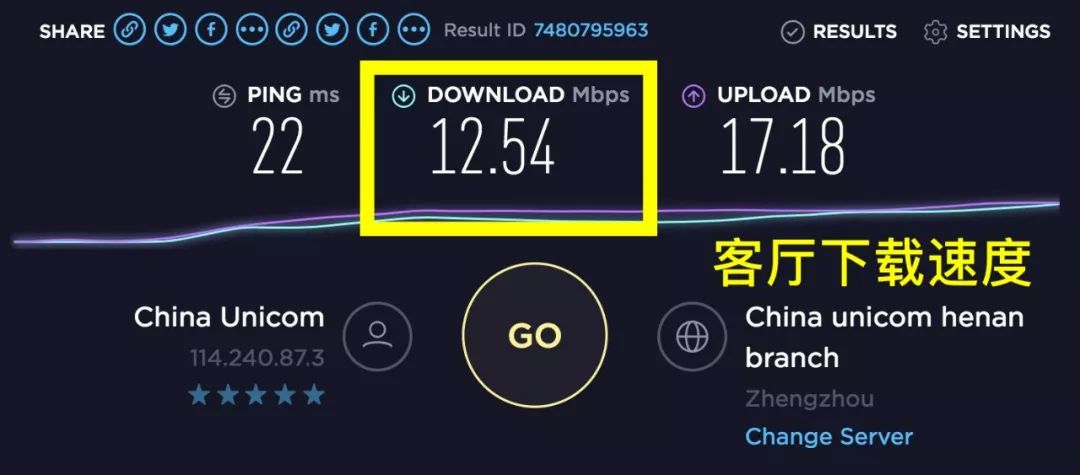 SHARE Result ID 7480795963 RESULTS SETTINGS
PING ms DOWNLOAD Mbps UPLOAD Mbps
22 12.54 17.18
客厅下载速度
China Unicom
114.240.87.3
GO
China unicom henan
branch
Zhengzhou
Change Server